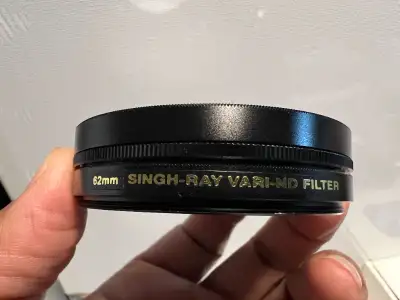 62mm SINGH-RAY VARI-ND FILTER